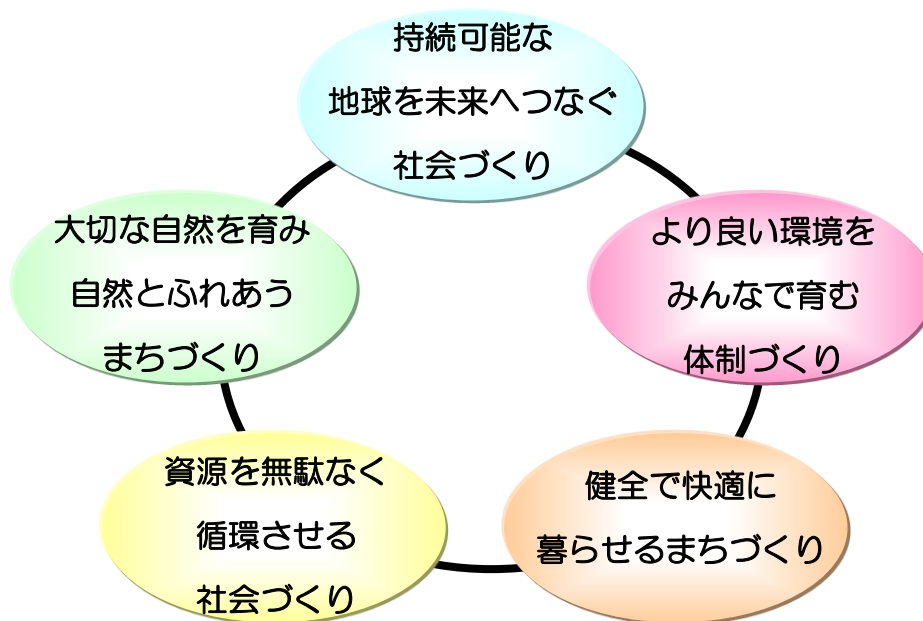 持続可能な
地球を未来へつなぐ
社会づくり
大切な自然を育み
自然とふれあう
まちづくり
より良い環境を
みんなで育む
体制づくり
資源を無駄なく
循環させる
社会づくり
健全で快適に
暮らせるまちづくり